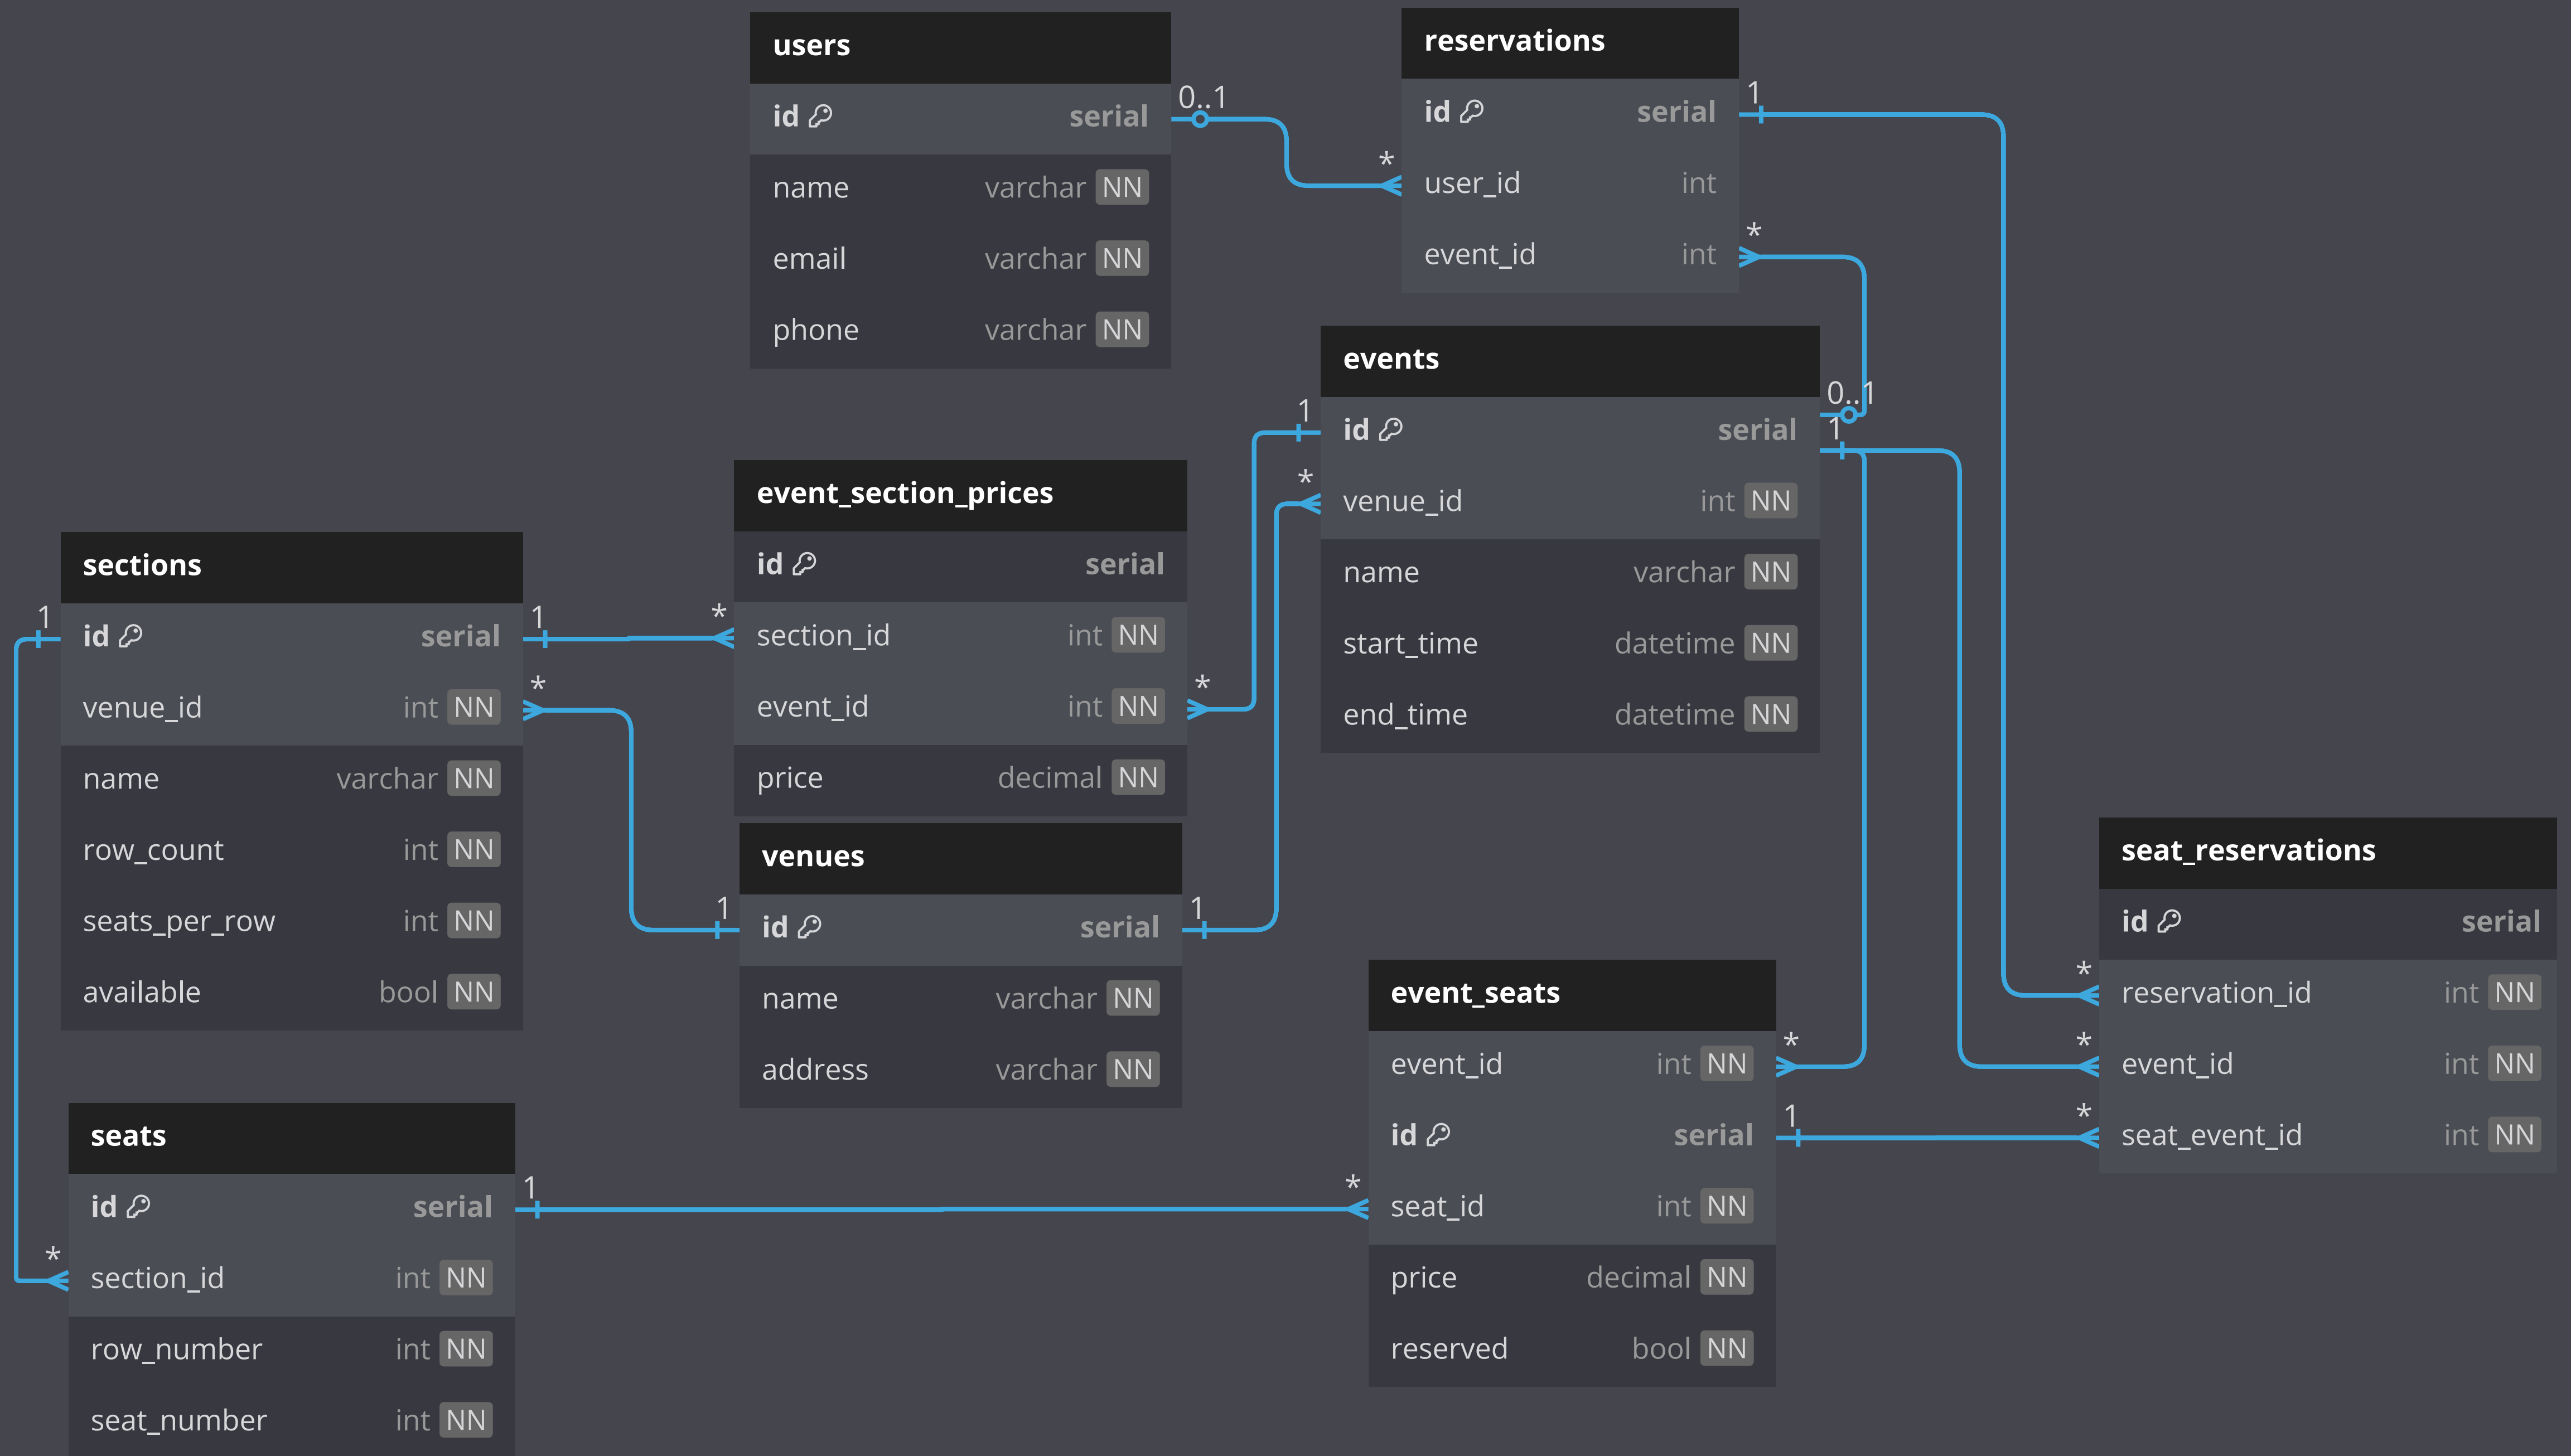 users
id serial
name varchar NN
email varchar NN
phone varchar NN
0..1
*
reservations
id serial
user_id int
event_id int
1
*
events
id serial
venue_id int NN
name varchar NN
start_time datetime NN
end_time datetime NN
1
*
0..1
1
event_section_prices
id serial
section_id int NN
event_id int NN
price decimal NN
*
*
sections
id serial
venue_id int NN
name varchar NN
row_count int NN
seats_per_row int NN
available bool NN
1
1
*
venues
id serial
name varchar NN
address varchar NN
1
1
seat_reservations
id serial
reservation_id int NN
event_id int NN
seat_event_id int NN
*
*
*
event_seats
event_id int NN
id serial
seat_id int NN
price decimal NN
reserved bool NN
*
1
*
seats
id serial
section_id int NN
row_number int NN
seat_number int NN
1
*